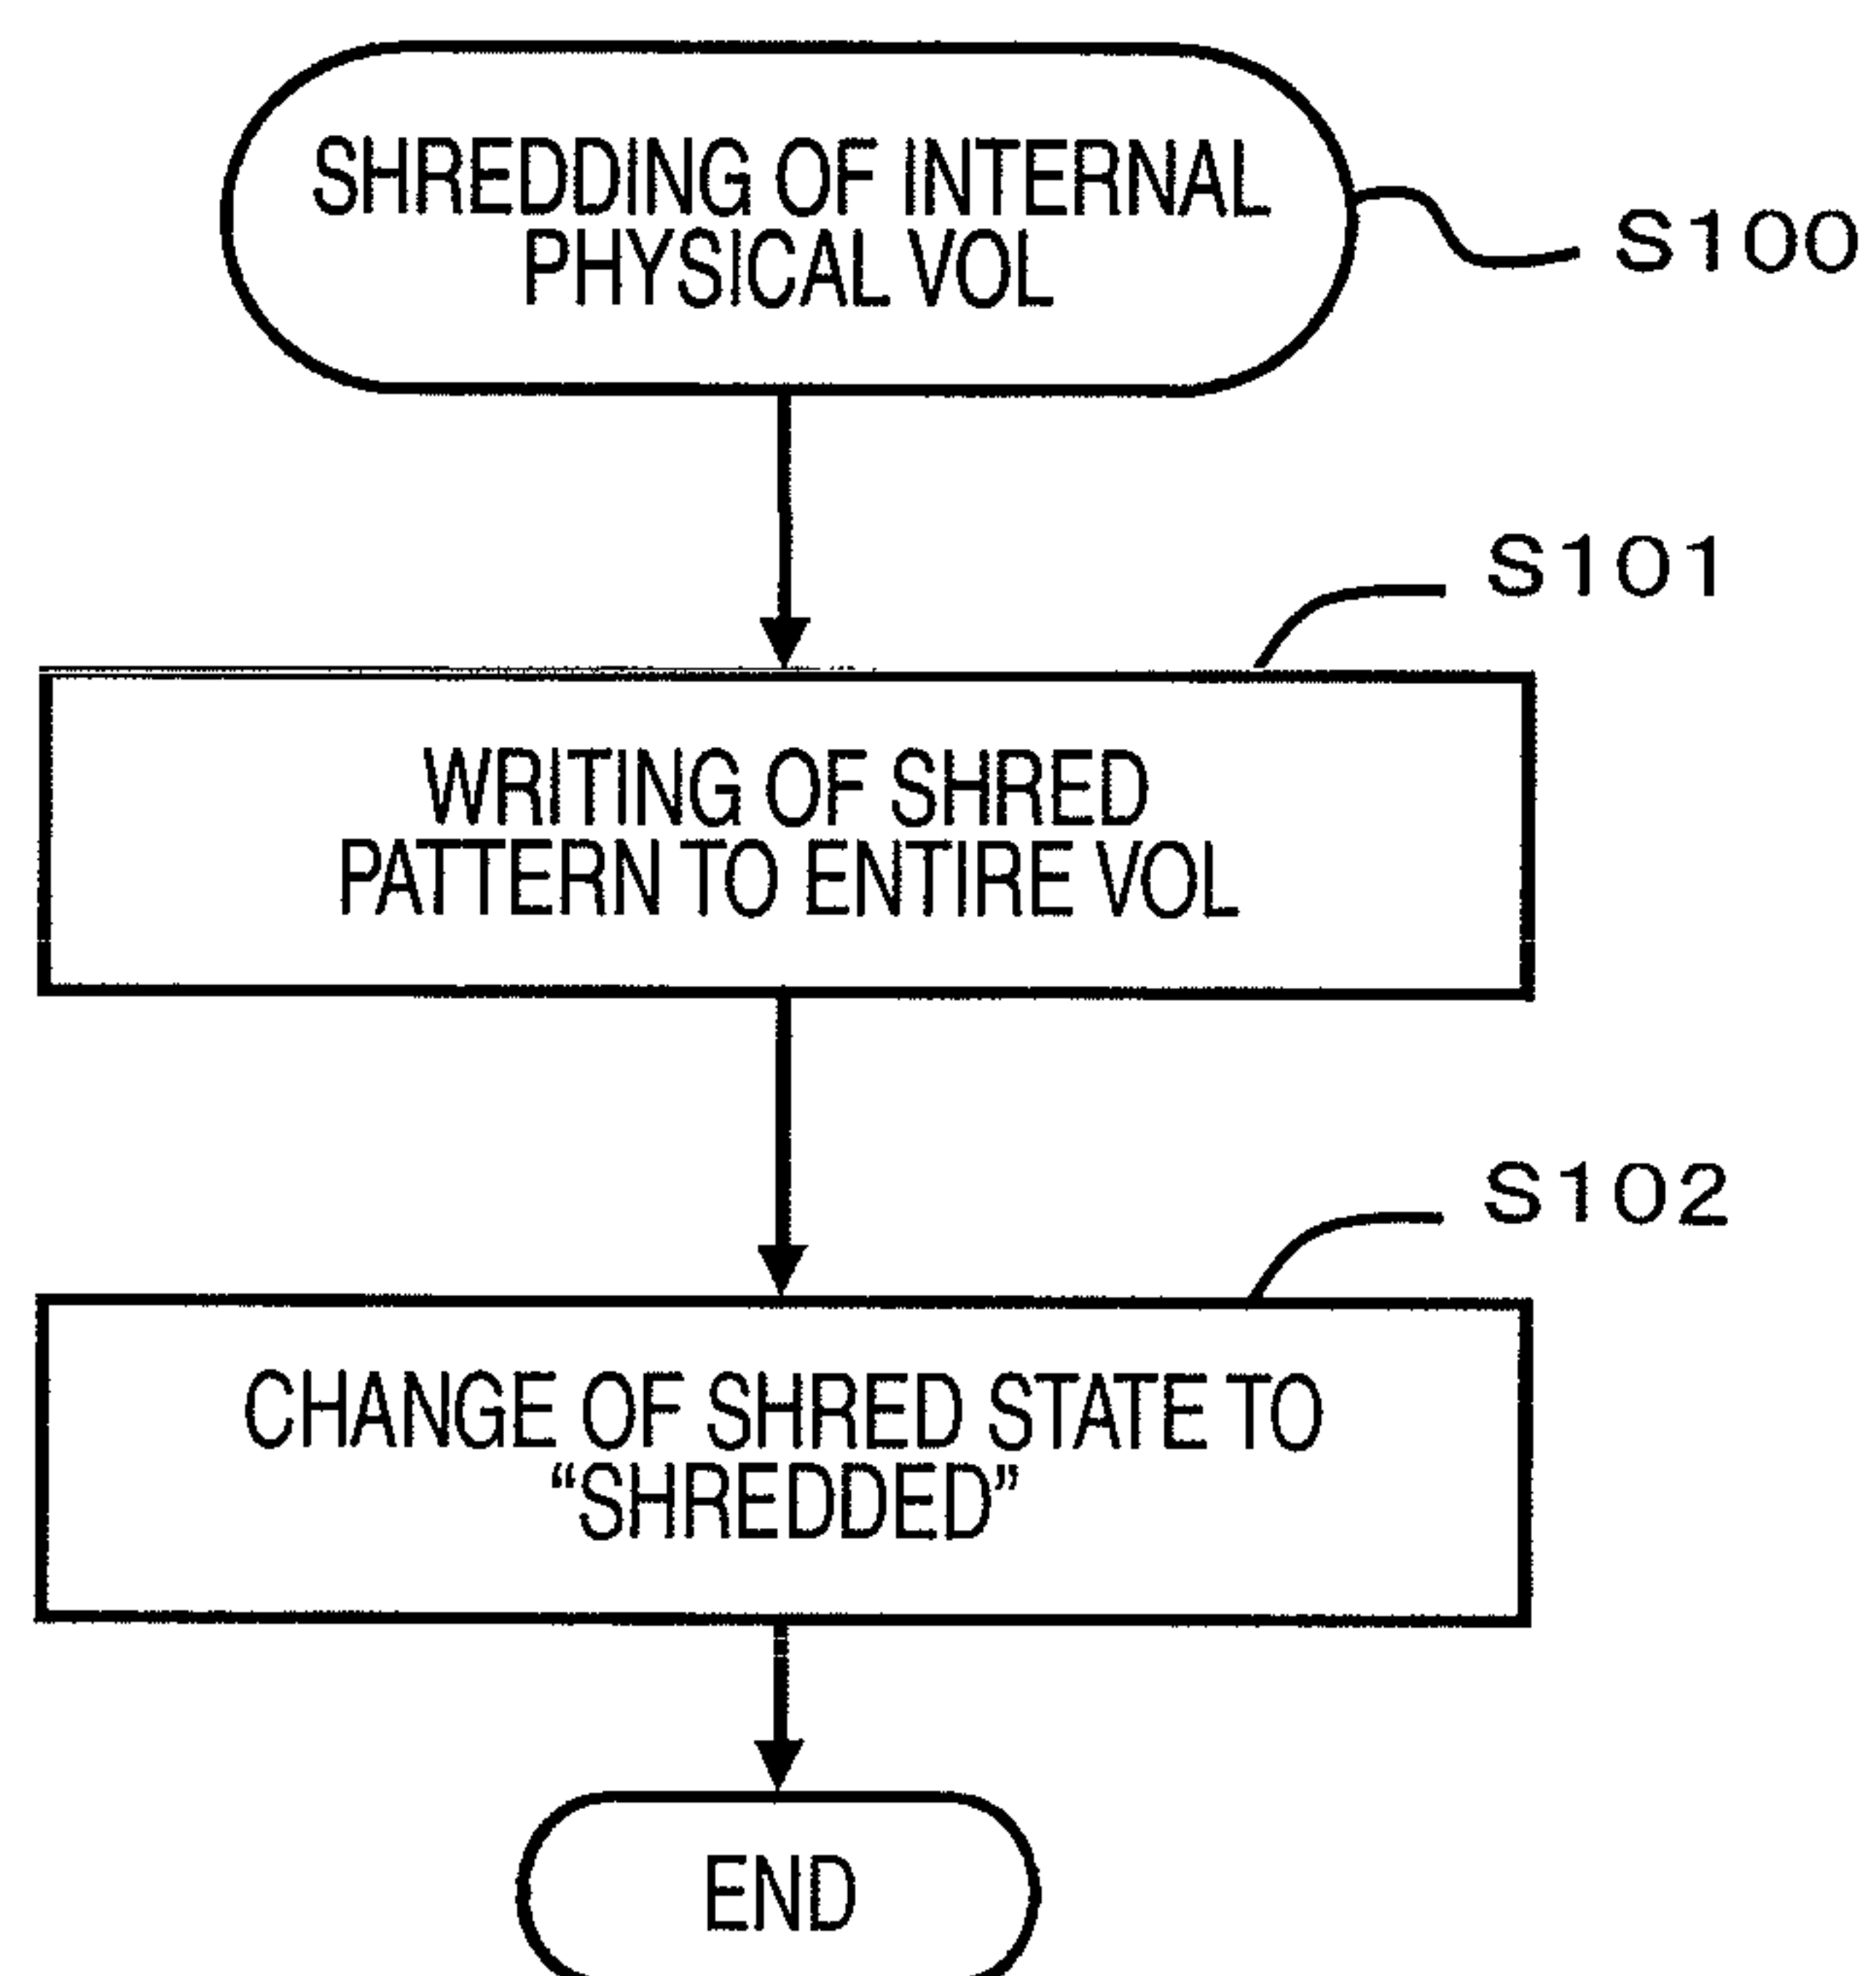 SHREDDING OF INTERNAL
PHYSICAL VOL
S100
S101
WRITING OF SHRED
PATTERN TO ENTIRE VOL
S102
CHANGE OF SHRED STATE TO
“SHREDDED”
END